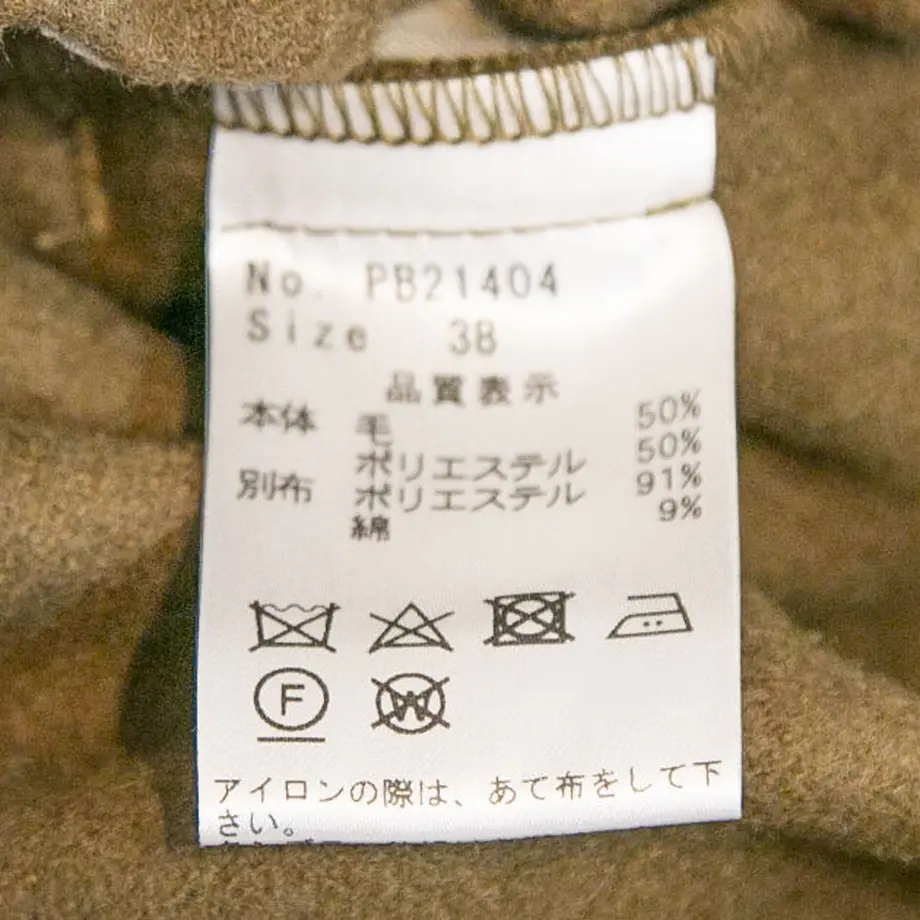 No. PB21404
Size 38
品質表示
本体 毛 50%
ポリエステル 50%
別布 ポリエステル 91%
綿 9%
F
W
アイロンの際は、あて布をして下
さい。